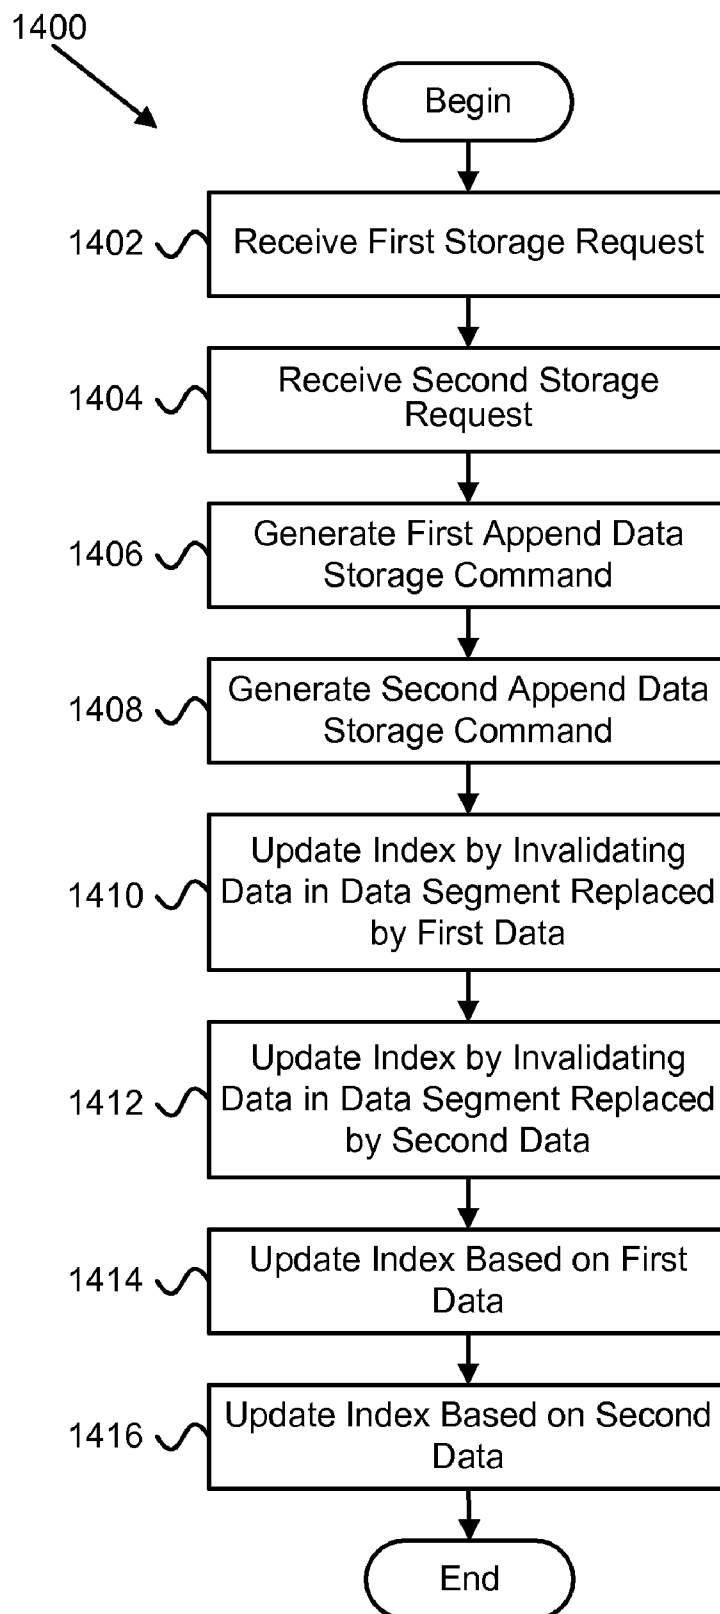 1400
Begin
1402
Receive First Storage Request
1404
Receive Second Storage
Request
1406
Generate First Append Data
Storage Command
1408
Generate Second Append Data
Storage Command
1410
Update Index by Invalidating
Data in Data Segment Replaced
by First Data
1412
Update Index by Invalidating
Data in Data Segment Replaced
by Second Data
1414
Update Index Based on First
Data
1416
Update Index Based on Second
Data
End